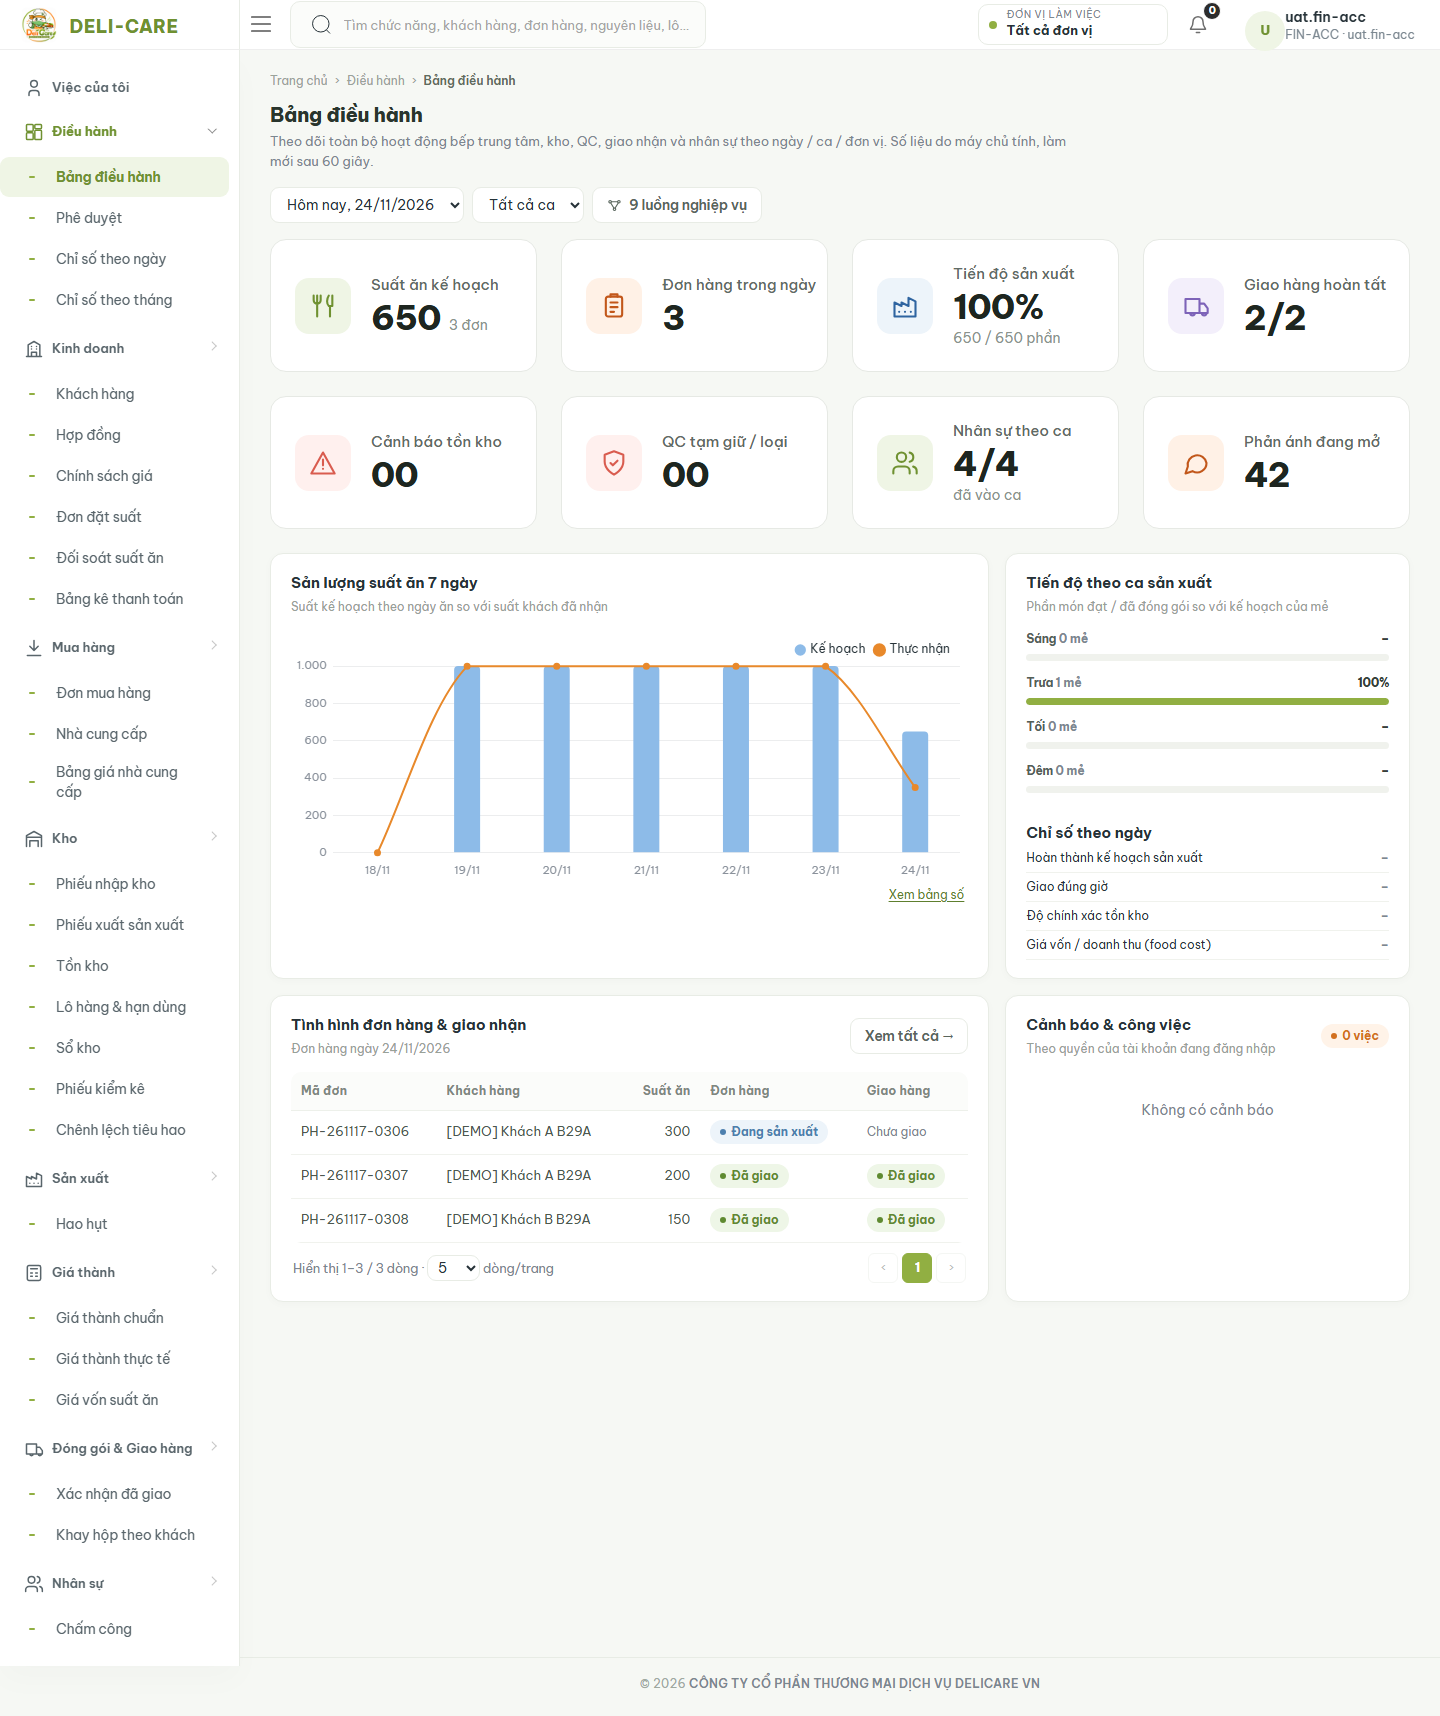 DELI-CARE
Tìm chức năng, khách hàng, đơn hàng, nguyên liệu, lô...
ĐƠN VỊ LÀM VIỆC
Tất cả đơn vị
0
U
uat.fin-acc
FIN-ACC · uat.fin-acc
Việc của tôi
Điều hành
Bảng điều hành
Phê duyệt
Chỉ số theo ngày
Chỉ số theo tháng
Kinh doanh
Khách hàng
Hợp đồng
Chính sách giá
Đơn đặt suất
Đối soát suất ăn
Bảng kê thanh toán
Mua hàng
Đơn mua hàng
Nhà cung cấp
Bảng giá nhà cung
cấp
Kho
Phiếu nhập kho
Phiếu xuất sản xuất
Tồn kho
Lô hàng & hạn dùng
Sổ kho
Phiếu kiểm kê
Chênh lệch tiêu hao
Sản xuất
Hao hụt
Giá thành
Giá thành chuẩn
Giá thành thực tế
Giá vốn suất ăn
Đóng gói & Giao hàng
Xác nhận đã giao
Khay hộp theo khách
Nhân sự
Chấm công
Trang chủ > Điều hành > Bảng điều hành
Bảng điều hành
Theo dõi toàn bộ hoạt động bếp trung tâm, kho, QC, giao nhận và nhân sự theo ngày / ca / đơn vị. Số liệu do máy chủ tính, làm
mới sau 60 giây.
Hôm nay, 24/11/2026
Tất cả ca
9 luồng nghiệp vụ
Suất ăn kế hoạch
650 3 đơn
Đơn hàng trong ngày
3
Tiến độ sản xuất
100%
650 / 650 phần
Giao hàng hoàn tất
2/2
Cảnh báo tồn kho
00
QC tạm giữ / loại
00
Nhân sự theo ca
4/4
đã vào ca
Phản ánh đang mở
42
Sản lượng suất ăn 7 ngày
Suất kế hoạch theo ngày ăn so với suất khách đã nhận
Kế hoạch Thực nhận
1.000
800
600
400
200
0
18/11 19/11 20/11 21/11 22/11 23/11 24/11
Xem bảng số
Tiến độ theo ca sản xuất
Phần món đạt / đã đóng gói so với kế hoạch của mẻ
Sáng 0 mẻ –
Trưa 1 mẻ 100%
Tối 0 mẻ –
Đêm 0 mẻ –
Chỉ số theo ngày
Hoàn thành kế hoạch sản xuất –
Giao đúng giờ –
Độ chính xác tồn kho –
Giá vốn / doanh thu (food cost) –
Tình hình đơn hàng & giao nhận
Đơn hàng ngày 24/11/2026
Xem tất cả →
Mã đơn Khách hàng Suất ăn Đơn hàng Giao hàng
PH-261117-0306 [DEMO] Khách A B29A 300 Đang sản xuất Chưa giao
PH-261117-0307 [DEMO] Khách A B29A 200 Đã giao Đã giao
PH-261117-0308 [DEMO] Khách B B29A 150 Đã giao Đã giao
Hiển thị 1–3 / 3 dòng · 5 dòng/trang
‹ 1 ›
Cảnh báo & công việc
Theo quyền của tài khoản đang đăng nhập
0 việc
Không có cảnh báo
© 2026 CÔNG TY CỔ PHẦN THƯƠNG MẠI DỊCH VỤ DELICARE VN